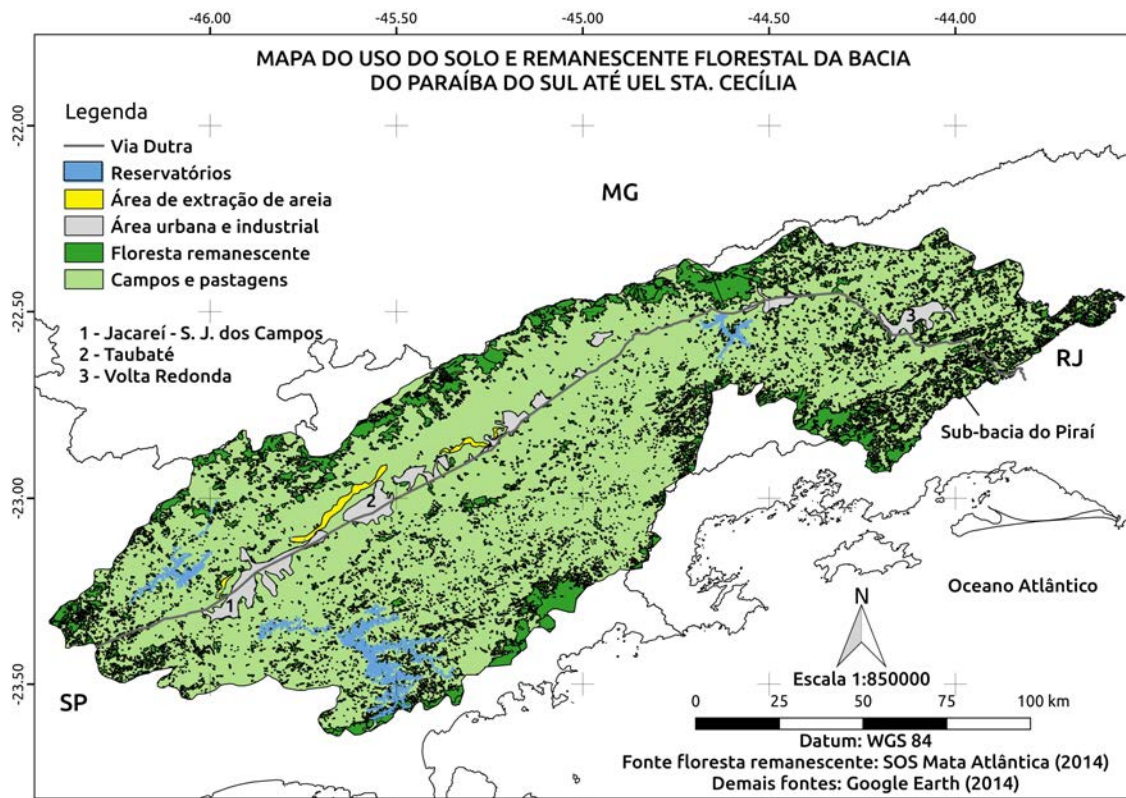 -46.00
-45.50
-45.00
-44.50
-44.00
MAPA DO USO DO SOLO E REMANESCENTE FLORESTAL DA BACIA
DO PARAÍBA DO SUL ATÉ UEL STA. CECÍLIA
Legenda
Via Dutra
Reservatórios
Área de extração de areia
Área urbana e industrial
Floresta remanescente
Campos e pastagens
1 - Jacareí - S. J. dos Campos
2 - Taubaté
3 - Volta Redonda
-22.00
-22.50
-23.00
-23.50
MG
3
RJ
Sub-bacia do Piraí
2
1
Oceano Atlântico
N
SP
Escala 1:850000
0 25 50 75 100 km
Datum: WGS 84
Fonte floresta remanescente: SOS Mata Atlântica (2014)
Demais fontes: Google Earth (2014)